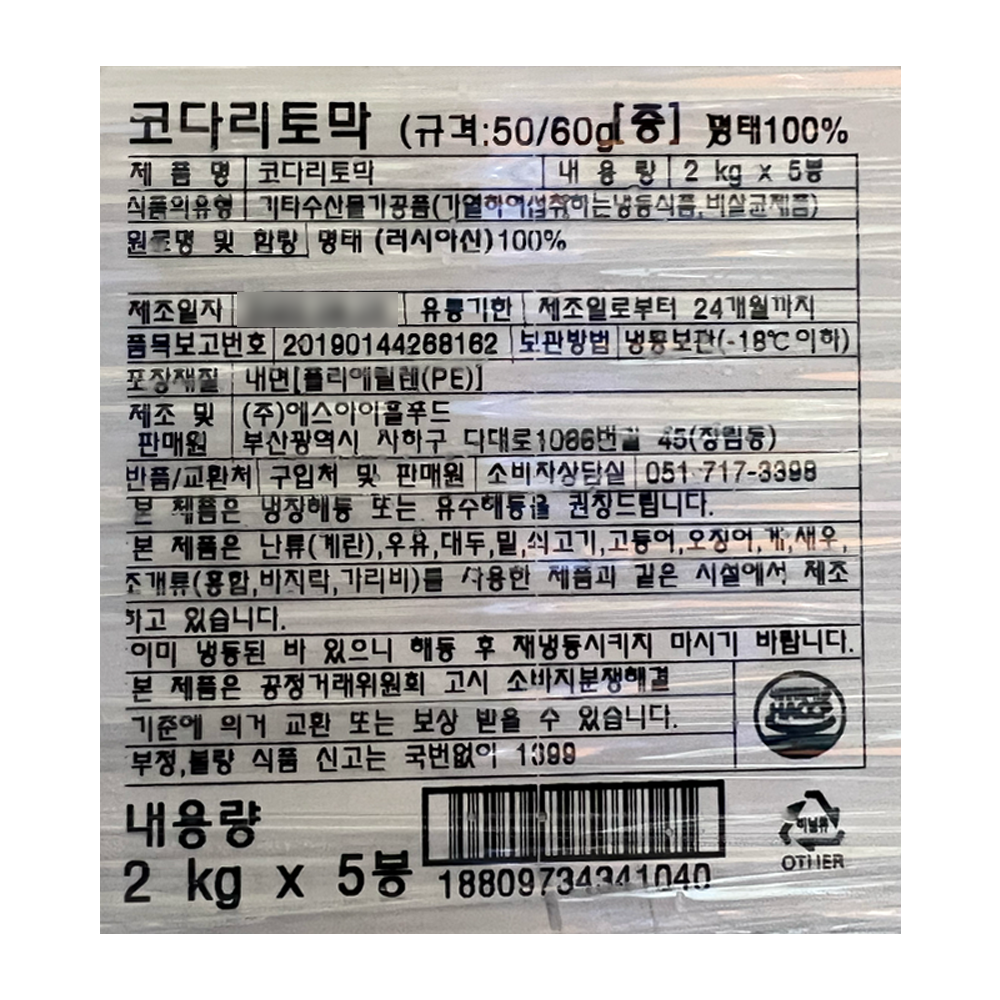 코다리토막 (규격:50/60g[중] 명태100%
제 품 명 코다리토막 내 용 량 2 kg x 5봉
식품의유형 기타수산물가공품(가열하여섭취하는냉동식품,비살균제품)
원료명 및 함량 명태 (러시아산)100%
제조일자 유통기한 제조일로부터 24개월까지
품목보고번호 20190144268162 보관방법 냉동보관(-18℃이하)
포장재질 내면[폴리에틸렌(PE)]
제조 및 (주)에스아이플푸드
판매원 부산광역시 사하구 다대로1086번길 45(장림동)
반품/교환처 구입처 및 판매원 소비자상담실 051 717-3398
본 제품은 냉장해동 또는 유수해동을 권장드립니다.
본 제품은 난류(계란),우유,대두,밀,쇠고기,고등어,오징어,게,새우,
조개류(홍합,바지락,가리비)를 사용한 제품과 같은 시설에서 제조
하고 있습니다.
이미 냉동된 바 있으니 해동 후 재냉동시키지 마시기 바랍니다.
본 제품은 공정거래위원회 고시 소비자분쟁해결
기준에 의거 교환 또는 보상 받을 수 있습니다.
부정,불량 식품 신고는 국번없이 1399
HACCP
내용량
2 kg x 5봉
18809734341040
비닐류
OTHER